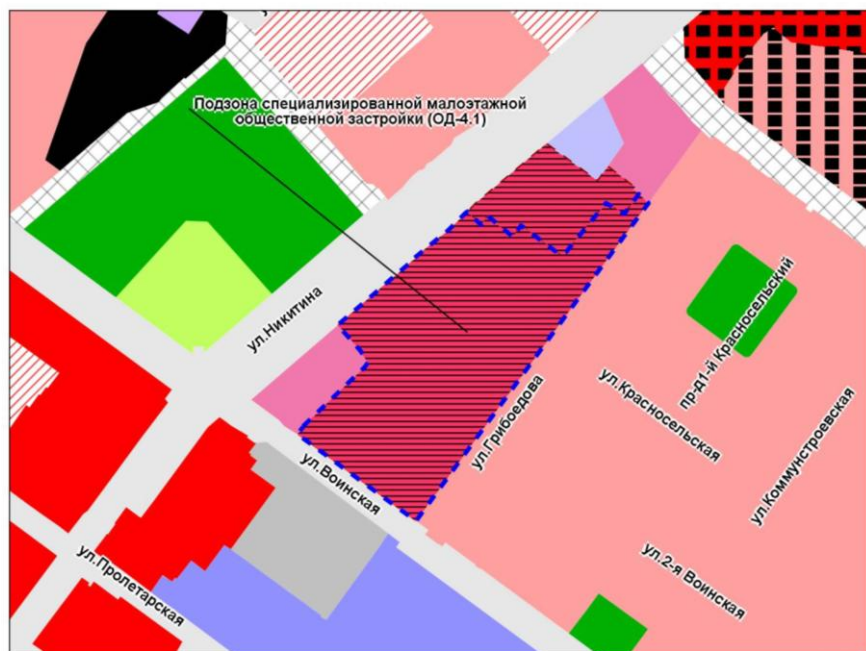 Подзона специализированной малоэтажной
общественной застройки (ОД-4.1)
ул.Никитина
пр-д1-й Красносельский
ул.Красносельская
ул.Грибоедова
ул.Коммунстроевская
ул.Воинская
ул.2-я Воинская
ул.Пролетарская